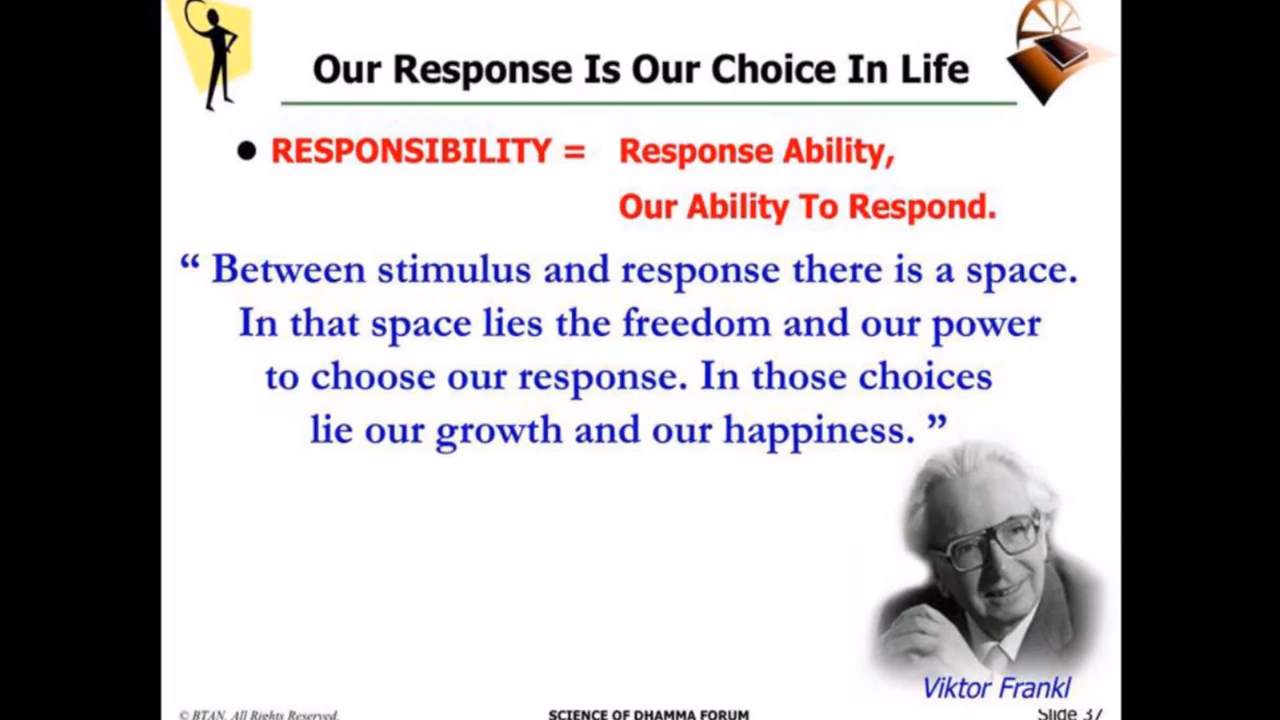 Our Response Is Our Choice In Life
● RESPONSIBILITY = Response Ability,
Our Ability To Respond.
“ Between stimulus and response there is a space.
In that space lies the freedom and our power
to choose our response. In those choices
lie our growth and our happiness. ”
Viktor Frankl
© BTAN. All Rights Reserved. SCIENCE OF DHAMMA FORUM Slide 37